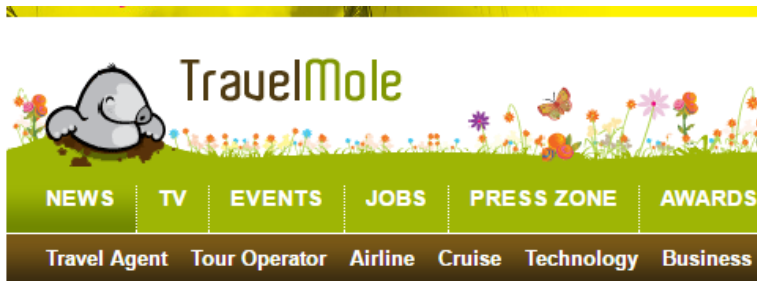 TravelMole
NEWS TV EVENTS JOBS PRESS ZONE AWARDS
Travel Agent Tour Operator Airline Cruise Technology Business